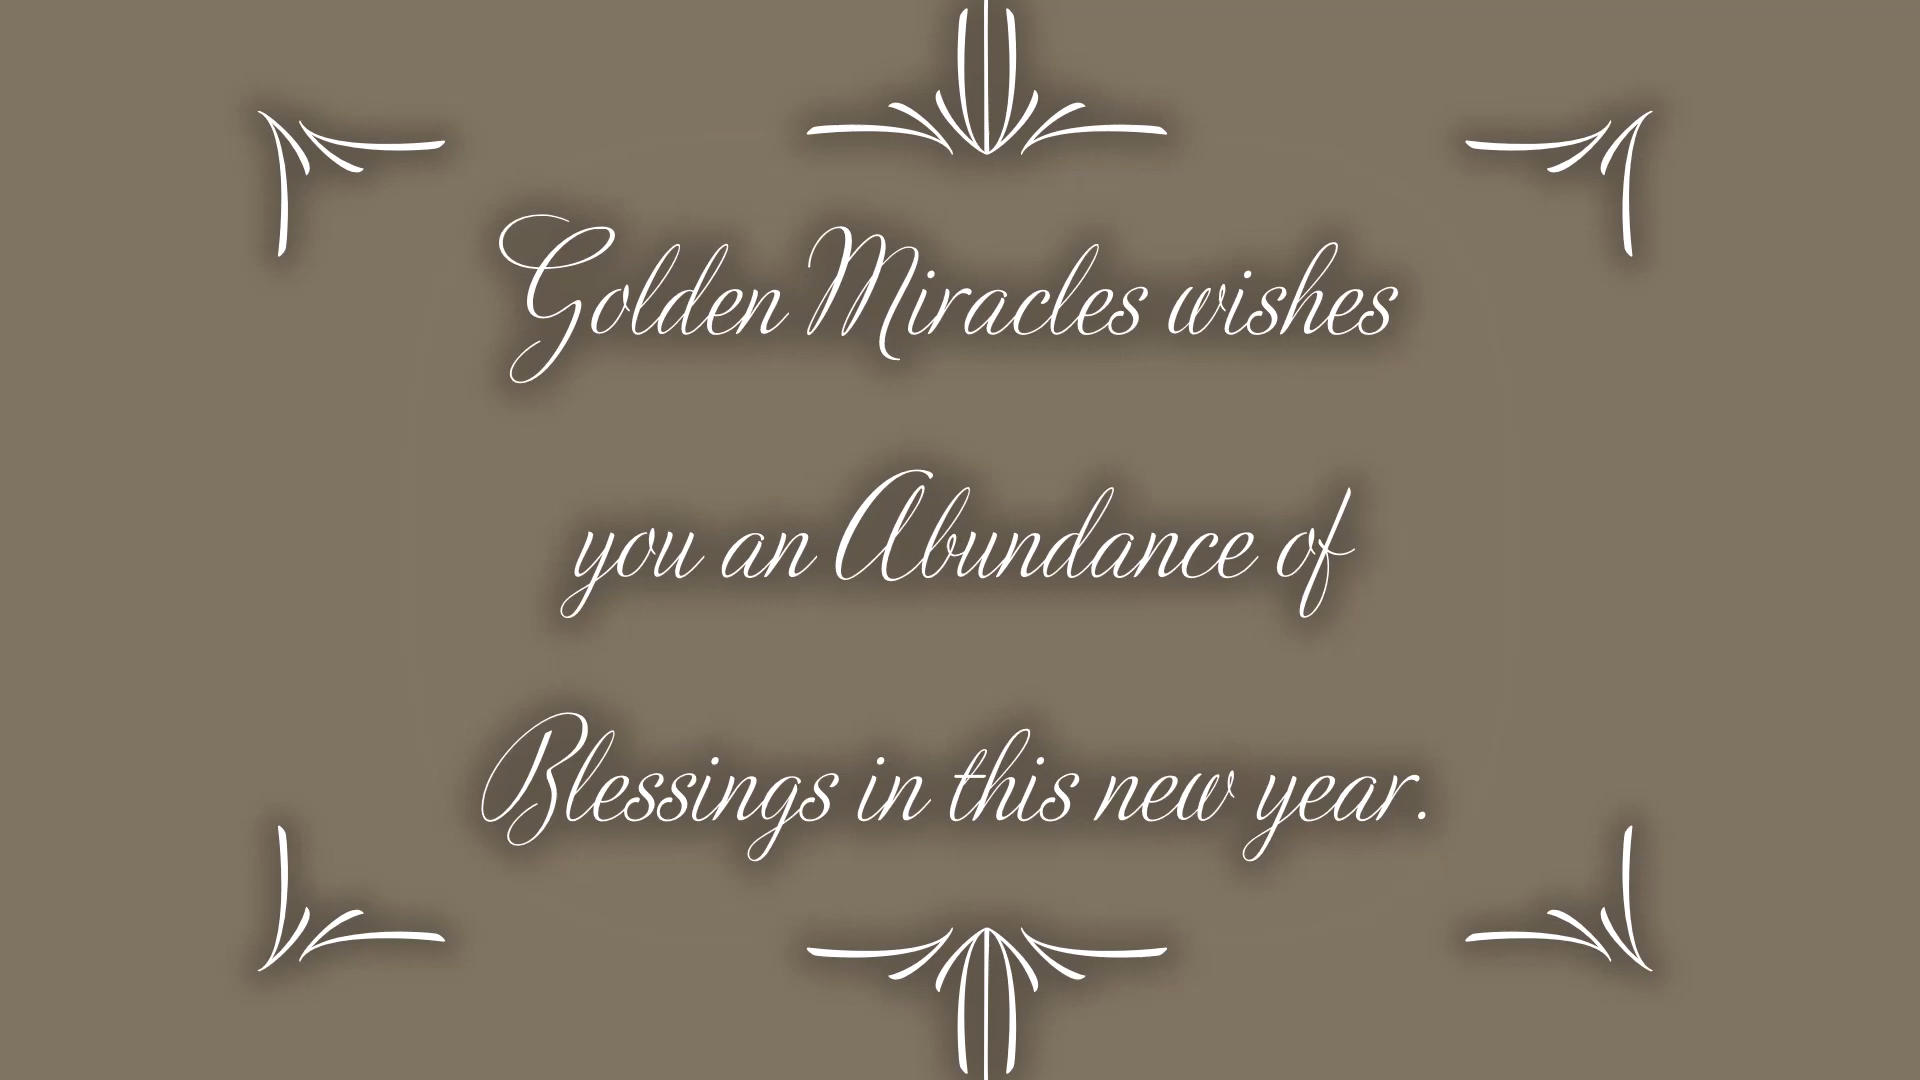 Golden Miracles wishes
you an Abundance of
Blessings in this new year.